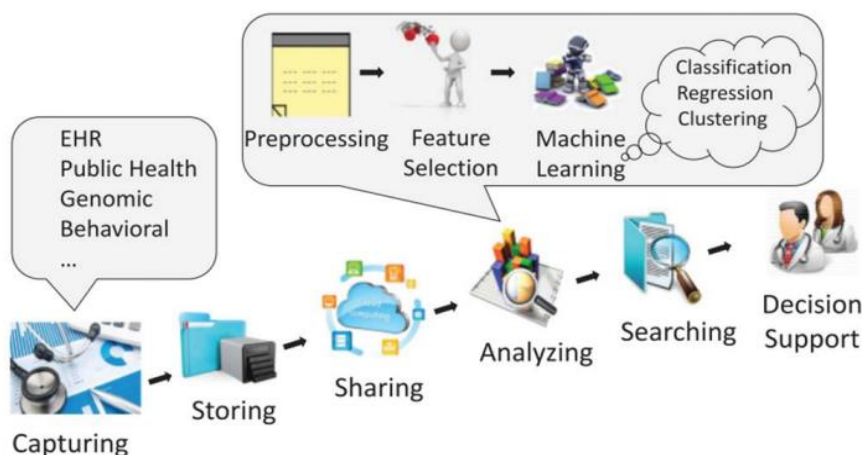 Preprocessing
Feature
Selection
Machine
Learning
Classification
Regression
Clustering
EHR
Public Health
Genomic
Behavioral
...
Capturing
Storing
Sharing
Analyzing
Searching
Decision
Support